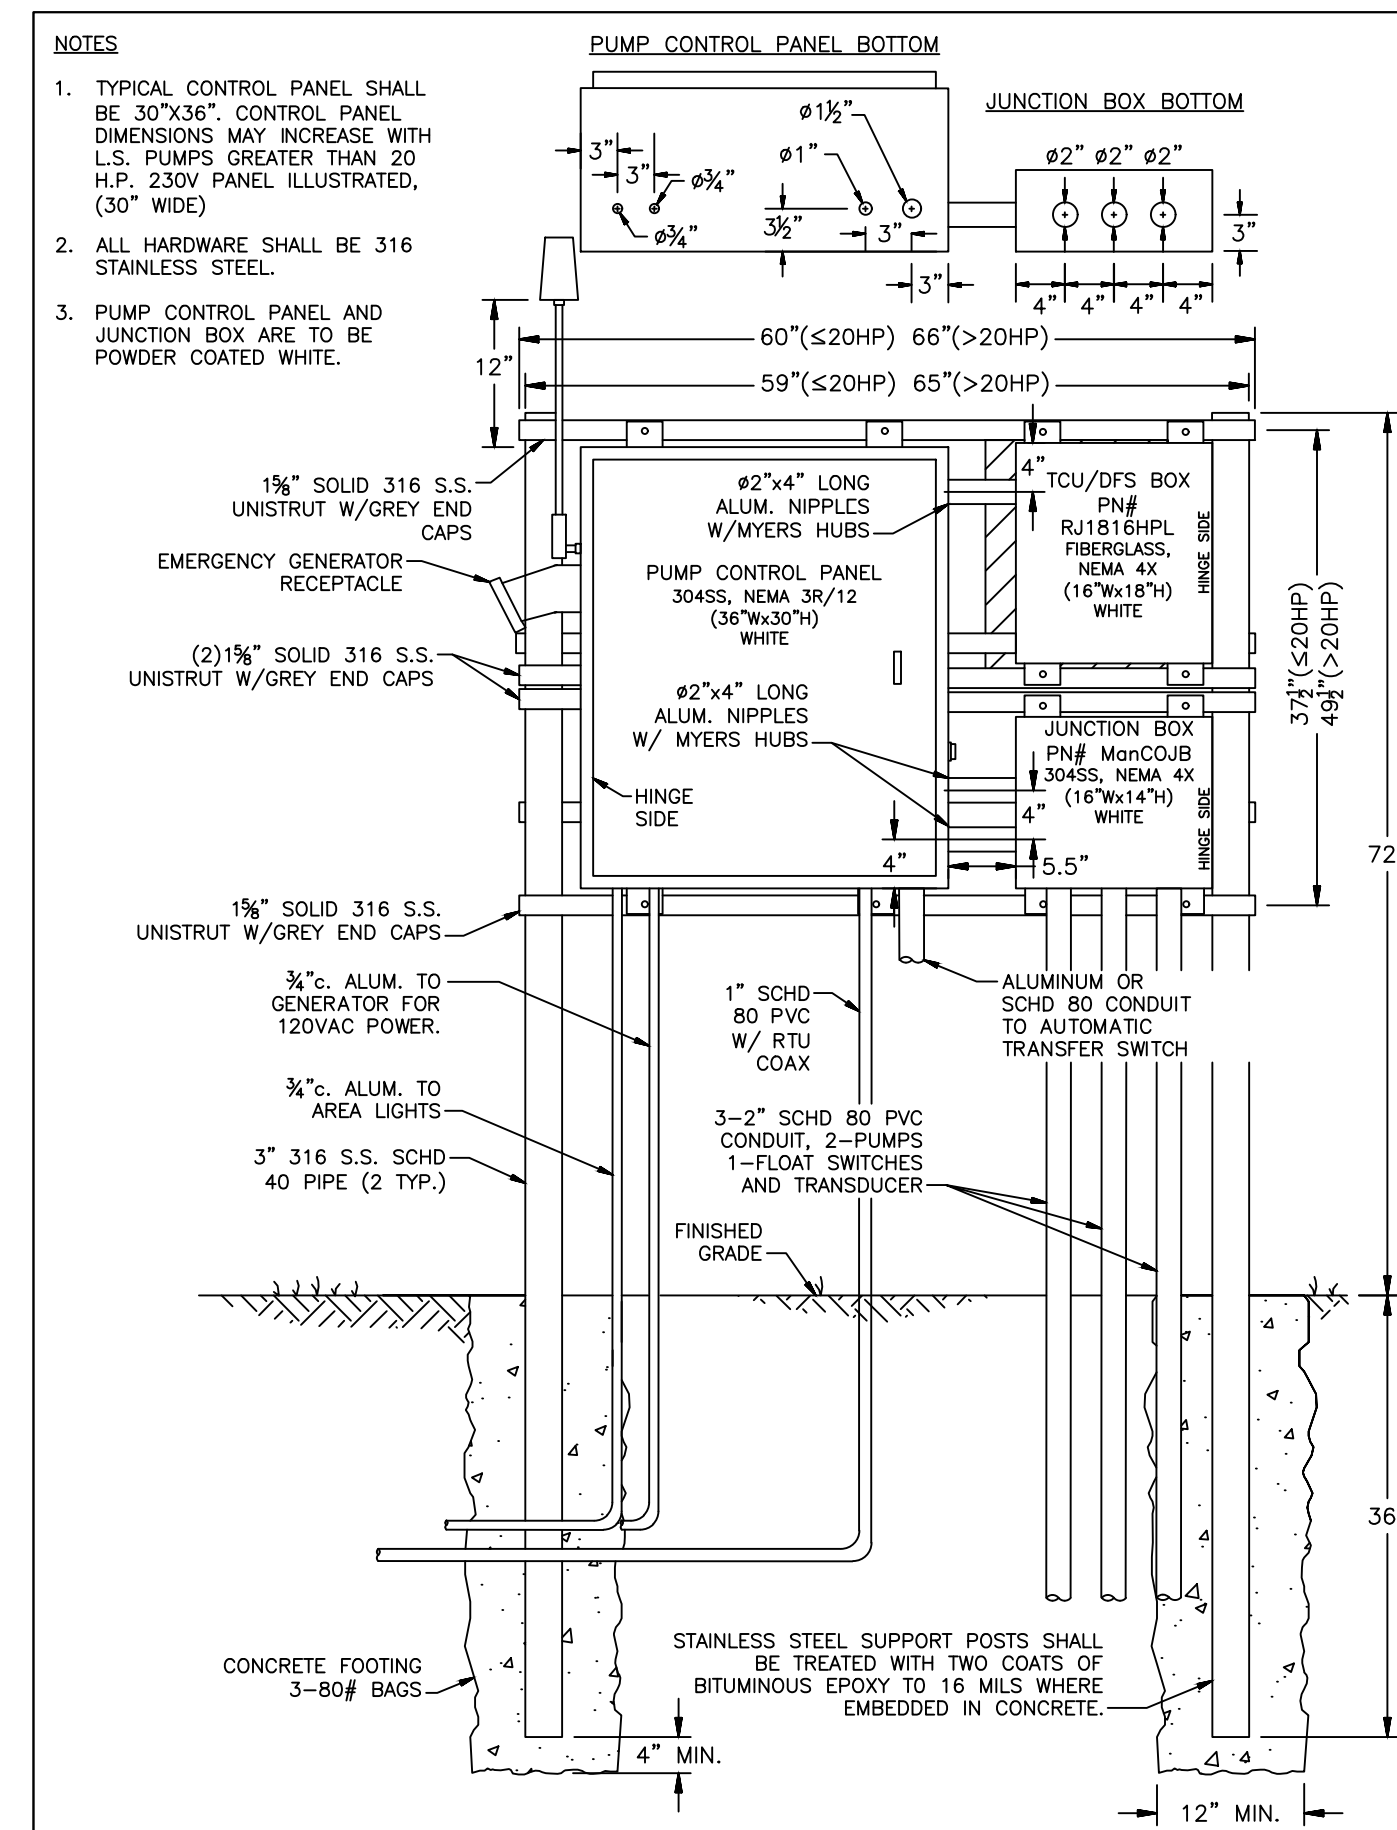 NOTES
1. TYPICAL CONTROL PANEL SHALL
BE 30"X36". CONTROL PANEL
DIMENSIONS MAY INCREASE WITH
L.S. PUMPS GREATER THAN 20
H.P. 230V PANEL ILLUSTRATED,
(30" WIDE)
2. ALL HARDWARE SHALL BE 316
STAINLESS STEEL.
3. PUMP CONTROL PANEL AND
JUNCTION BOX ARE TO BE
POWDER COATED WHITE.
PUMP CONTROL PANEL BOTTOM
3"
3"
ø¾"
ø¾"
ø1½"
ø1"
3½"
3"
3"
JUNCTION BOX BOTTOM
ø2" ø2" ø2"
3"
4" 4" 4" 4"
12"
60"(≤20HP) 66"(>20HP)
59"(≤20HP) 65"(>20HP)
1⅝" SOLID 316 S.S.
UNISTRUT W/GREY END
CAPS
EMERGENCY GENERATOR
RECEPTACLE
(2)1⅝" SOLID 316 S.S.
UNISTRUT W/GREY END CAPS
ø2"x4" LONG
ALUM. NIPPLES
W/MYERS HUBS
PUMP CONTROL PANEL
304SS, NEMA 3R/12
(36"Wx30"H)
WHITE
ø2"x4" LONG
ALUM. NIPPLES
W/ MYERS HUBS
HINGE
SIDE
4"
TCU/DFS BOX
PN#
RJ1816HPL
FIBERGLASS,
NEMA 4X
(16"Wx18"H)
WHITE
HINGE SIDE
JUNCTION BOX
PN# ManCOJB
304SS, NEMA 4X
(16"Wx14"H)
WHITE
HINGE SIDE
4"
4"
5.5"
37½"(≤20HP)
49½"(>20HP)
72
1⅝" SOLID 316 S.S.
UNISTRUT W/GREY END CAPS
¾"c. ALUM. TO
GENERATOR FOR
120VAC POWER.
¾"c. ALUM. TO
AREA LIGHTS
3" 316 S.S. SCHD
40 PIPE (2 TYP.)
1" SCHD
80 PVC
W/ RTU
COAX
ALUMINUM OR
SCHD 80 CONDUIT
TO AUTOMATIC
TRANSFER SWITCH
3-2" SCHD 80 PVC
CONDUIT, 2-PUMPS
1-FLOAT SWITCHES
AND TRANSDUCER
FINISHED
GRADE
36
CONCRETE FOOTING
3-80# BAGS
STAINLESS STEEL SUPPORT POSTS SHALL
BE TREATED WITH TWO COATS OF
BITUMINOUS EPOXY TO 16 MILS WHERE
EMBEDDED IN CONCRETE.
4" MIN.
12" MIN.